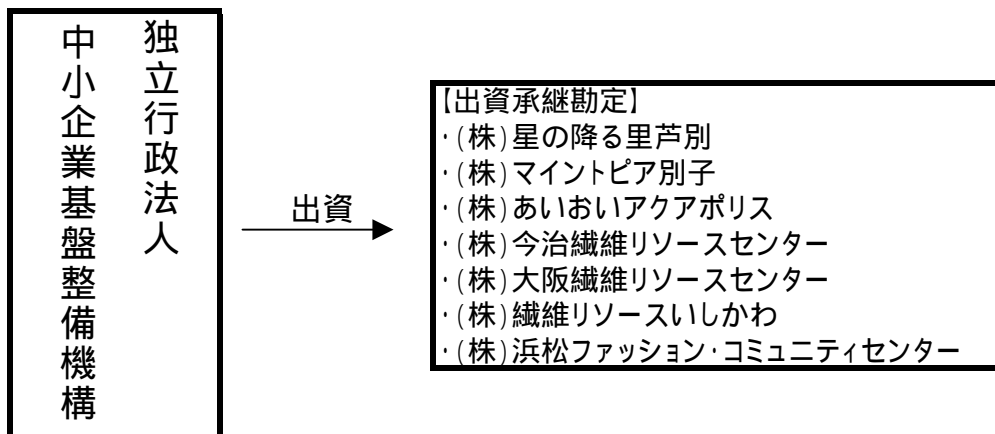 独立行政法人
中小企業基盤整備機構
出資
【出資承継勘定】
・(株)星の降る里芦別
・(株)マイントピア別子
・(株)あいおいアクアポリス
・(株)今治繊維リソースセンター
・(株)大阪繊維リソースセンター
・(株)繊維リソースいしかわ
・(株)浜松ファッション・コミュニティセンター